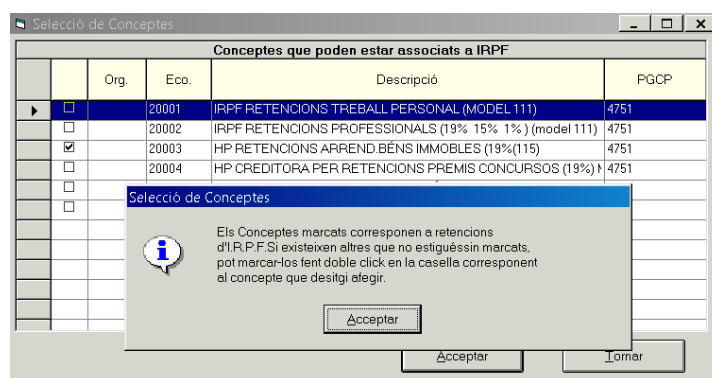 Selecció de Conceptes
Conceptes que poden estar associats a IRPF
Org. Eco. Descripció PGCP
20001 IRPF RETENCIONS TREBALL PERSONAL (MODEL 111) 4751
20002 IRPF RETENCIONS PROFESSIONALS (19% 15% 1% ) (model 111) 4751
20003 HP RETENCIONS ARREND.BÉNS IMMOBLES (19%(115) 4751
20004 HP CREDITORA PER RETENCIONS PREMIS CONCURSOS (19%) 4751
Selecció de Conceptes
Els Conceptes marcats corresponen a retencions
d'I.R.P.F.Si existeixen altres que no estiguéssin marcats,
pot marcar-los fent doble click en la casella corresponent
al concepte que desitgi afegir.
Acceptar
Acceptar Tornar